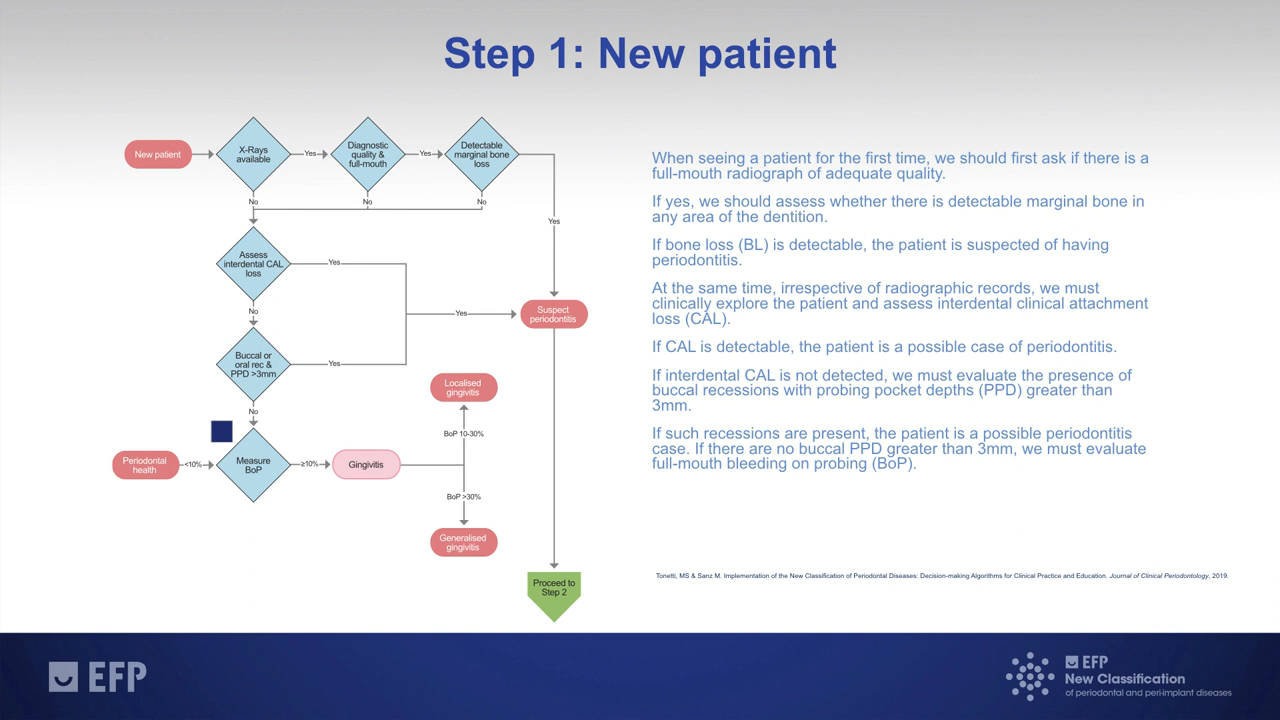 Step 1: New patient
New patient
X-Rays
available
Yes
Diagnostic
quality &
full-mouth
Yes
Detectable
marginal bone
loss
No
No
No
Yes
Assess
interdental CAL
loss
Yes
No
Yes
Suspect
periodontitis
Buccal or
oral rec &
PPD >3mm
Yes
No
Localised
gingivitis
BoP 10-30%
Periodontal
health
<10%
Measure
BoP
≥10%
Gingivitis
BoP >30%
Generalised
gingivitis
Proceed to
Step 2
When seeing a patient for the first time, we should first ask if there is a
full-mouth radiograph of adequate quality.
If yes, we should assess whether there is detectable marginal bone in
any area of the dentition.
If bone loss (BL) is detectable, the patient is suspected of having
periodontitis.
At the same time, irrespective of radiographic records, we must
clinically explore the patient and assess interdental clinical attachment
loss (CAL).
If CAL is detectable, the patient is a possible case of periodontitis.
If interdental CAL is not detected, we must evaluate the presence of
buccal recessions with probing pocket depths (PPD) greater than
3mm.
If such recessions are present, the patient is a possible periodontitis
case. If there are no buccal PPD greater than 3mm, we must evaluate
full-mouth bleeding on probing (BoP).
Tonetti, MS & Sanz M. Implementation of the New Classification of Periodontal Diseases: Decision-making Algorithms for Clinical Practice and Education. Journal of Clinical Periodontology, 2019.
EFP
EFP
New Classification
of periodontal and peri-implant diseases